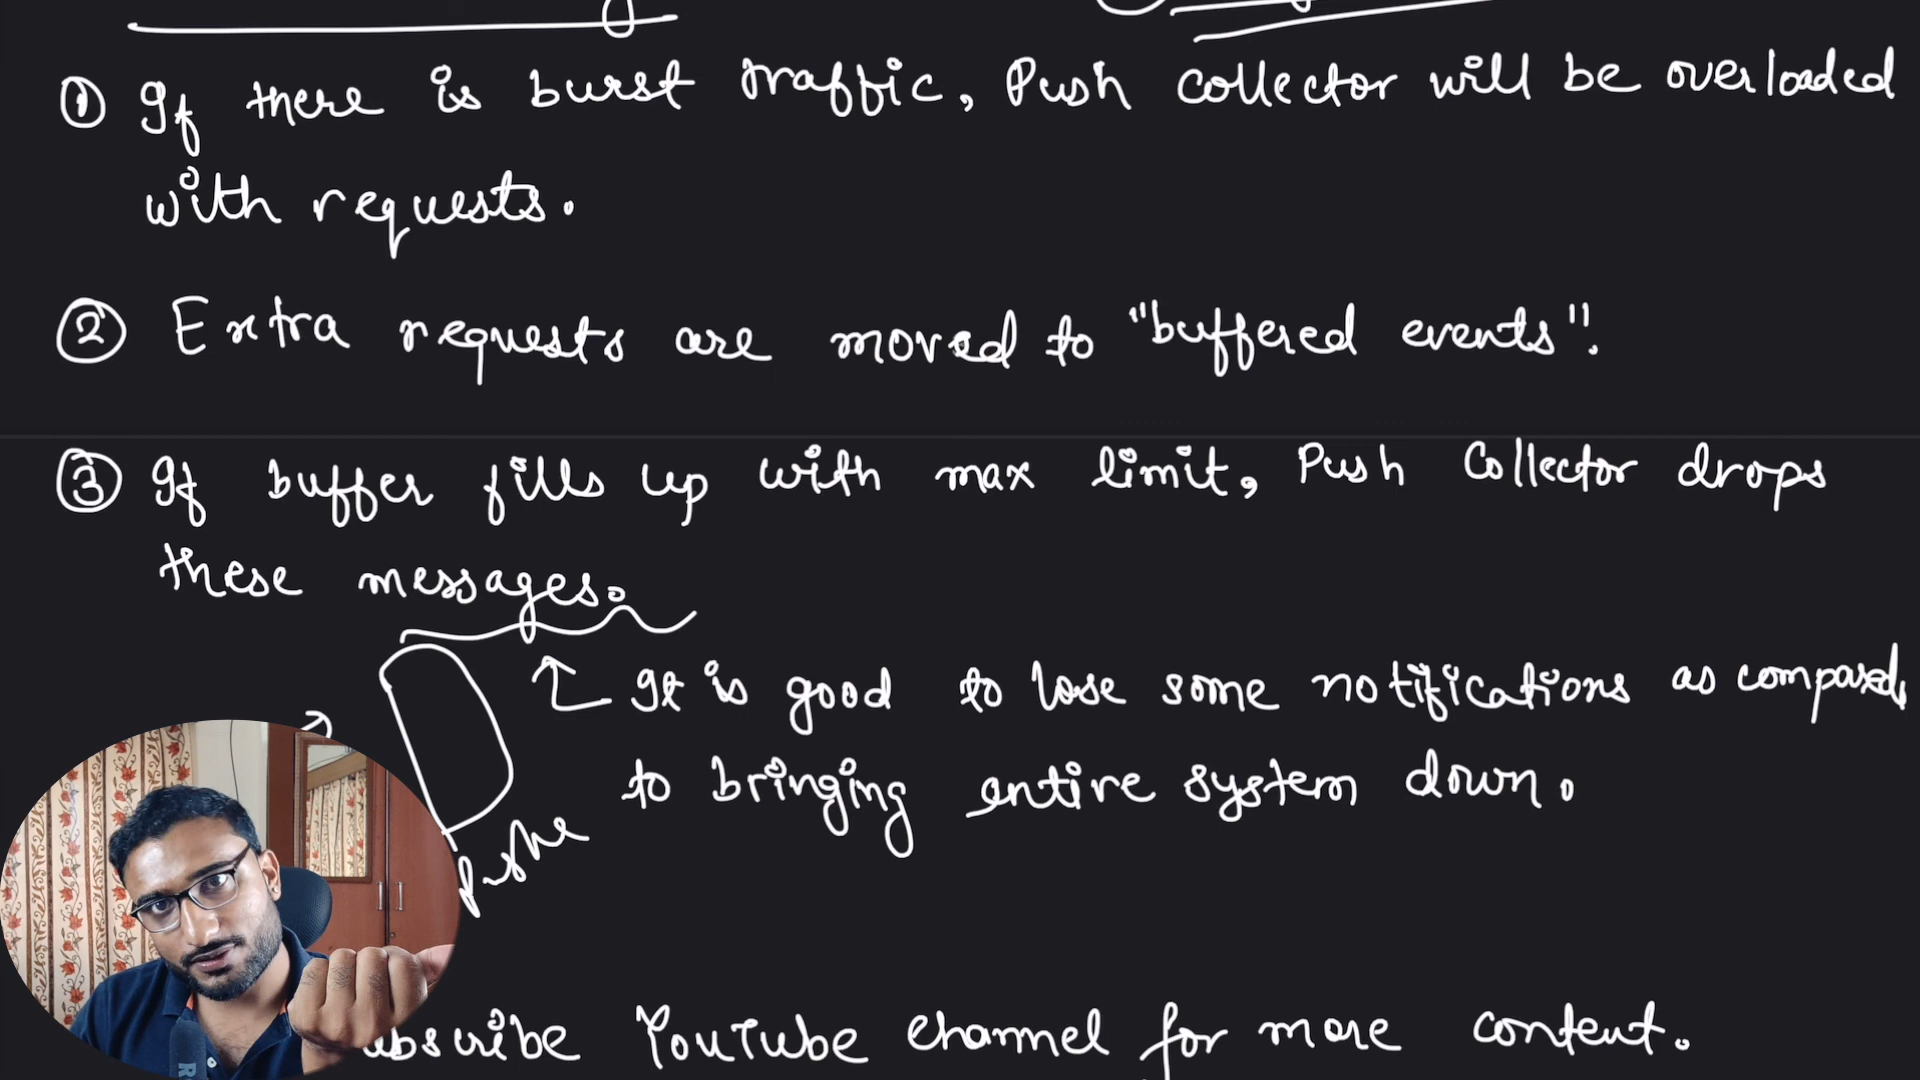 ① If there is burst traffic, Push collector will be overloaded
with requests.
② Extra requests are moved to "buffered events".
③ If buffer fills up with max limit, Push Collector drops
these messages.
It is good to lose some notifications as compared
to bringing entire system down.
ubscribe YouTube channel for more content.